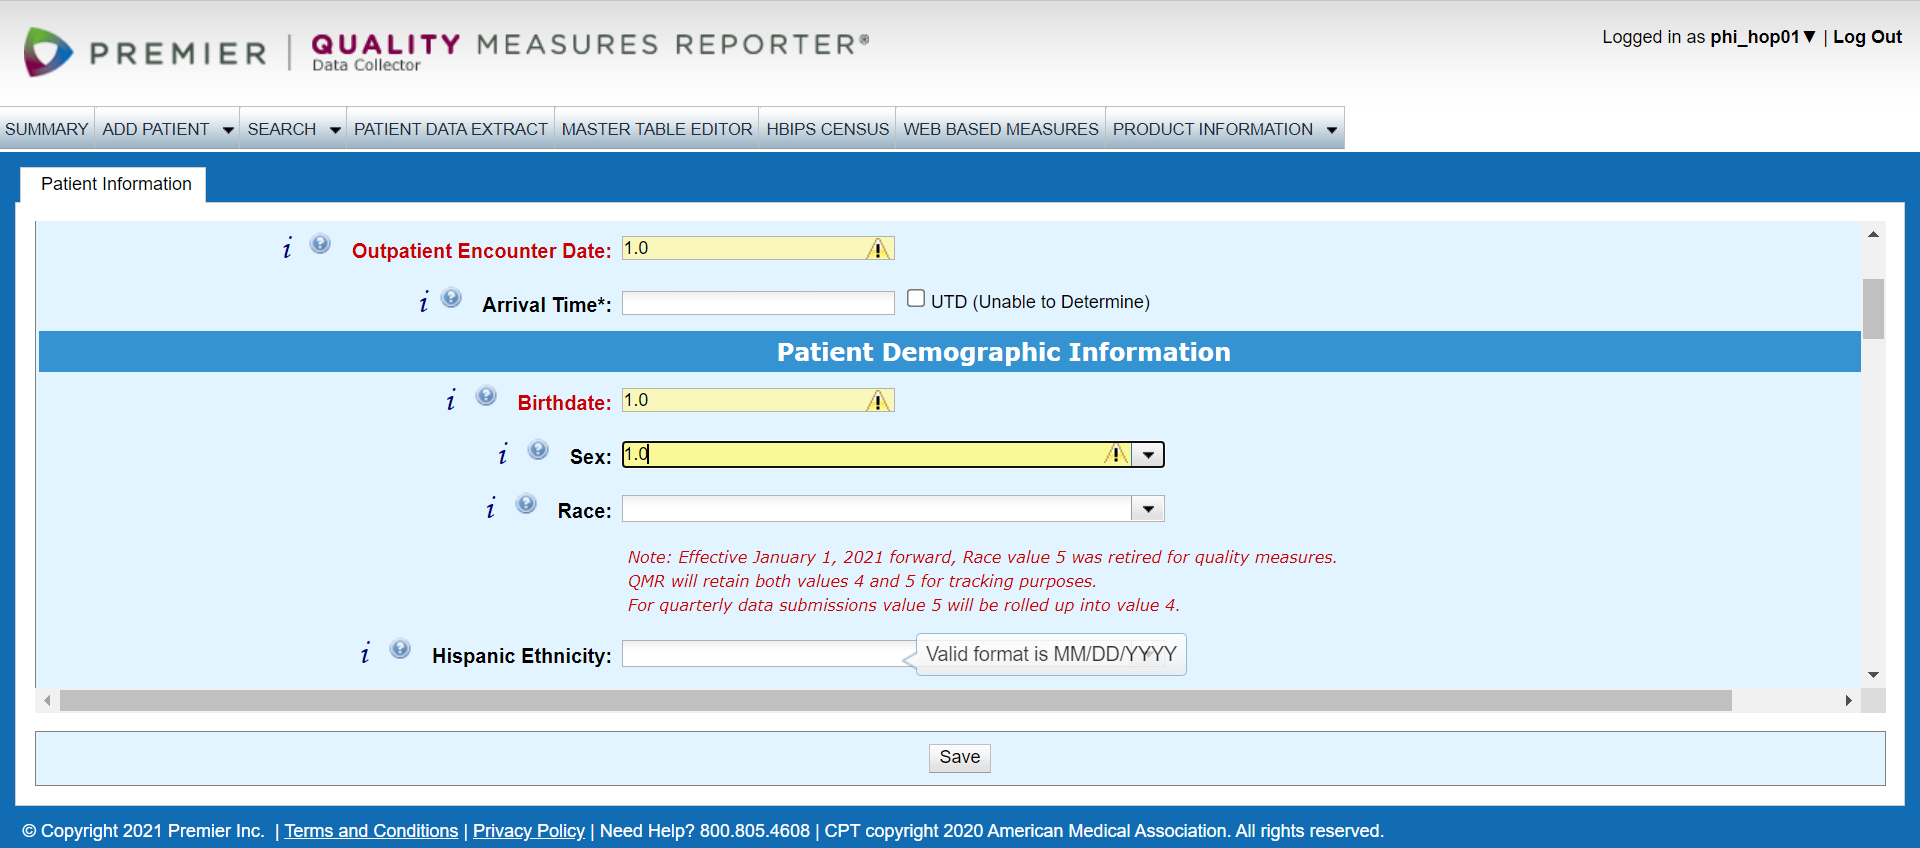 PREMIER | QUALITY MEASURES REPORTER®
Data Collector
Logged in as phi_hop01▼ | Log Out
SUMMARY ADD PATIENT SEARCH PATIENT DATA EXTRACT MASTER TABLE EDITOR HBIPS CENSUS WEB BASED MEASURES PRODUCT INFORMATION
Patient Information
i ? Outpatient Encounter Date: 1.0
i ? Arrival Time*: UTD (Unable to Determine)
Patient Demographic Information
i ? Birthdate: 1.0
i ? Sex: 1.0
i ? Race:
Note: Effective January 1, 2021 forward, Race value 5 was retired for quality measures.
QMR will retain both values 4 and 5 for tracking purposes.
For quarterly data submissions value 5 will be rolled up into value 4.
i ? Hispanic Ethnicity: Valid format is MM/DD/YYYY
Save
© Copyright 2021 Premier Inc. | Terms and Conditions | Privacy Policy | Need Help? 800.805.4608 | CPT copyright 2020 American Medical Association. All rights reserved.